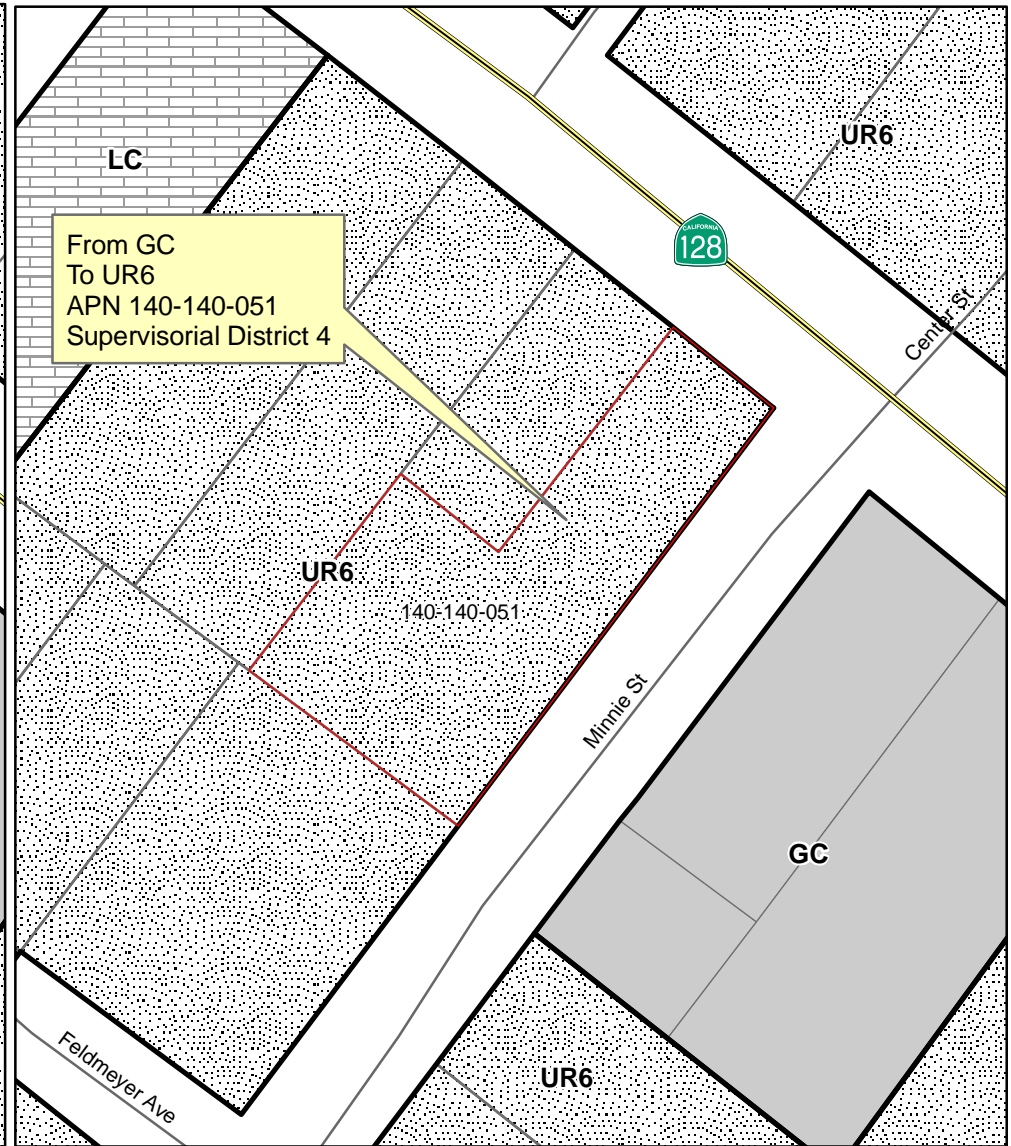 UR6
LC
From GC
To UR6
APN 140-140-051
Supervisorial District 4
CALIFORNIA
128
Center St
UR6
140-140-051
Minnie St
GC
Feldmeyer Ave
UR6